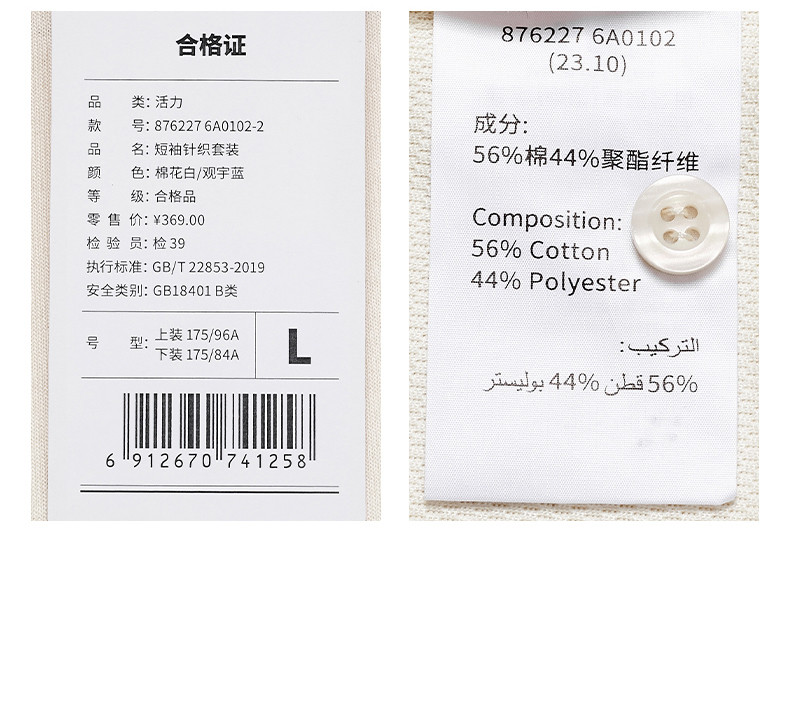 合格证
品 类: 活力
款 号: 876227 6A0102-2
品 名: 短袖针织套装
颜 色: 棉花白/观宇蓝
等 级: 合格品
零 售 价: ¥369.00
检 验 员: 检 39
执行标准: GB/T 22853-2019
安全类别: GB18401 B类
号 型: 上装 175/96A
下装 175/84A
L
6 912670 741258
876227 6A0102
(23.10)
成分:
56%棉44%聚酯纤维
Composition:
56% Cotton
44% Polyester
التركيب:
56% قطن 44% بوليستر